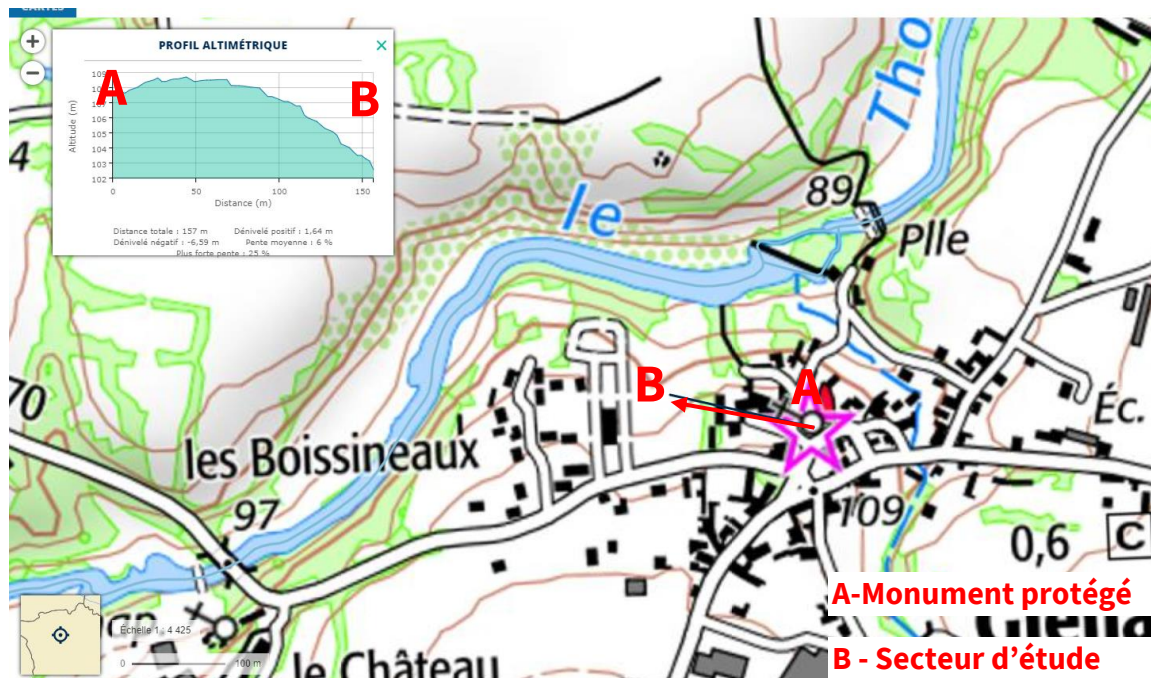 CARTES
+
−
PROFIL ALTIMÉTRIQUE ×
A
B
Altitude (m)
109
107
106
105
104
103
102
0 50 100 150
Distance (m)
Distance totale : 157 m Dénivelé positif : 1,64 m
Dénivelé négatif : -6,59 m Pente moyenne : 6 %
Plus forte pente : 25 %
Tho
le
89
Plle
B
A
Éc.
70
les Boissineaux
97
109
0,6
C
Échelle 1 : 4 425
0 100 m
le Château
A-Monument protégé
B - Secteur d'étude